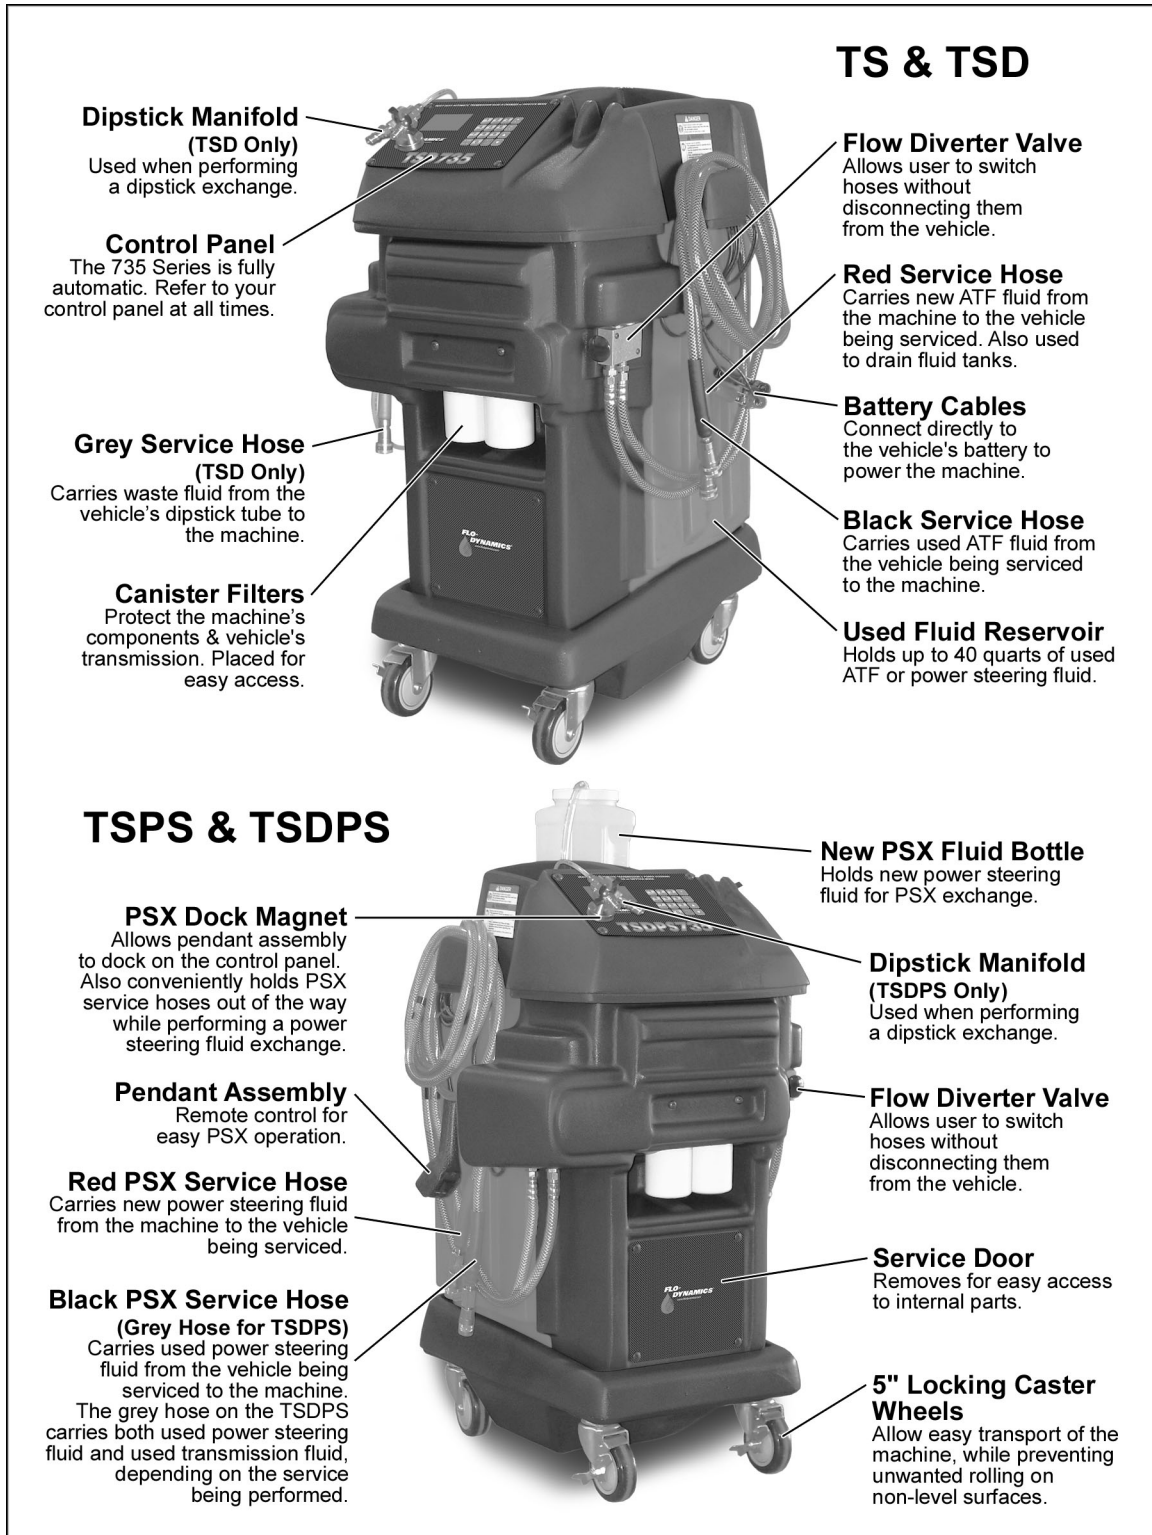 TS & TSD
Dipstick Manifold
(TSD Only)
Used when performing
a dipstick exchange.
Control Panel
The 735 Series is fully
automatic. Refer to your
control panel at all times.
Grey Service Hose
(TSD Only)
Carries waste fluid from the
vehicle’s dipstick tube to
the machine.
Canister Filters
Protect the machine’s
components & vehicle's
transmission. Placed for
easy access.
TSD735
DANGER
FLO-
DYNAMICS
Flow Diverter Valve
Allows user to switch
hoses without
disconnecting them
from the vehicle.
Red Service Hose
Carries new ATF fluid from
the machine to the vehicle
being serviced. Also used
to drain fluid tanks.
Battery Cables
Connect directly to
the vehicle's battery to
power the machine.
Black Service Hose
Carries used ATF fluid from
the vehicle being serviced
to the machine.
Used Fluid Reservoir
Holds up to 40 quarts of used
ATF or power steering fluid.
TSPS & TSDPS
PSX Dock Magnet
Allows pendant assembly
to dock on the control panel.
Also conveniently holds PSX
service hoses out of the way
while performing a power
steering fluid exchange.
Pendant Assembly
Remote control for
easy PSX operation.
Red PSX Service Hose
Carries new power steering fluid
from the machine to the vehicle
being serviced.
Black PSX Service Hose
(Grey Hose for TSDPS)
Carries used power steering
fluid from the vehicle being
serviced to the machine.
The grey hose on the TSDPS
carries both used power steering
fluid and used transmission fluid,
depending on the service
being performed.
DANGER
TSDPS735
FLO-
DYNAMICS
New PSX Fluid Bottle
Holds new power steering
fluid for PSX exchange.
Dipstick Manifold
(TSDPS Only)
Used when performing
a dipstick exchange.
Flow Diverter Valve
Allows user to switch
hoses without
disconnecting them
from the vehicle.
Service Door
Removes for easy access
to internal parts.
5" Locking Caster
Wheels
Allow easy transport of the
machine, while preventing
unwanted rolling on
non-level surfaces.